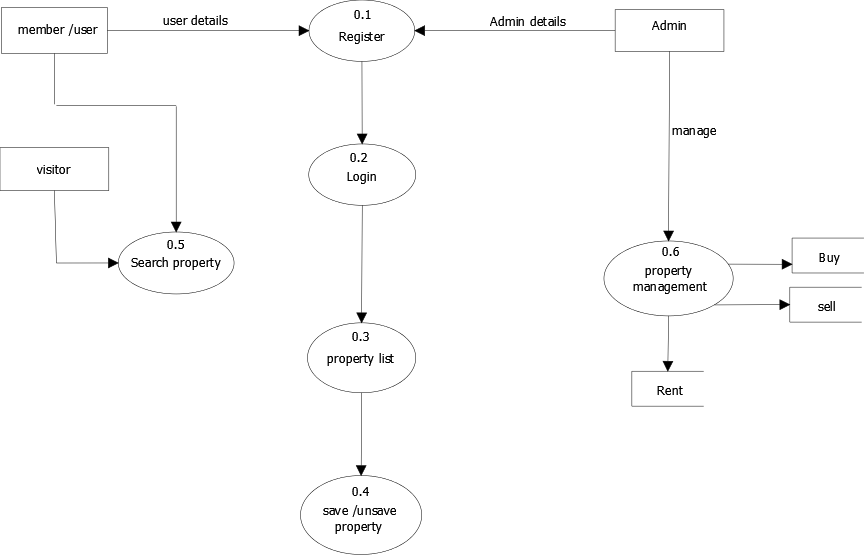 member /user
user details
0.1
Register
Admin details
Admin
manage
0.2
Login
visitor
0.5
Search property
0.6
property
management
Buy
sell
Rent
0.3
property list
0.4
save /unsave
property